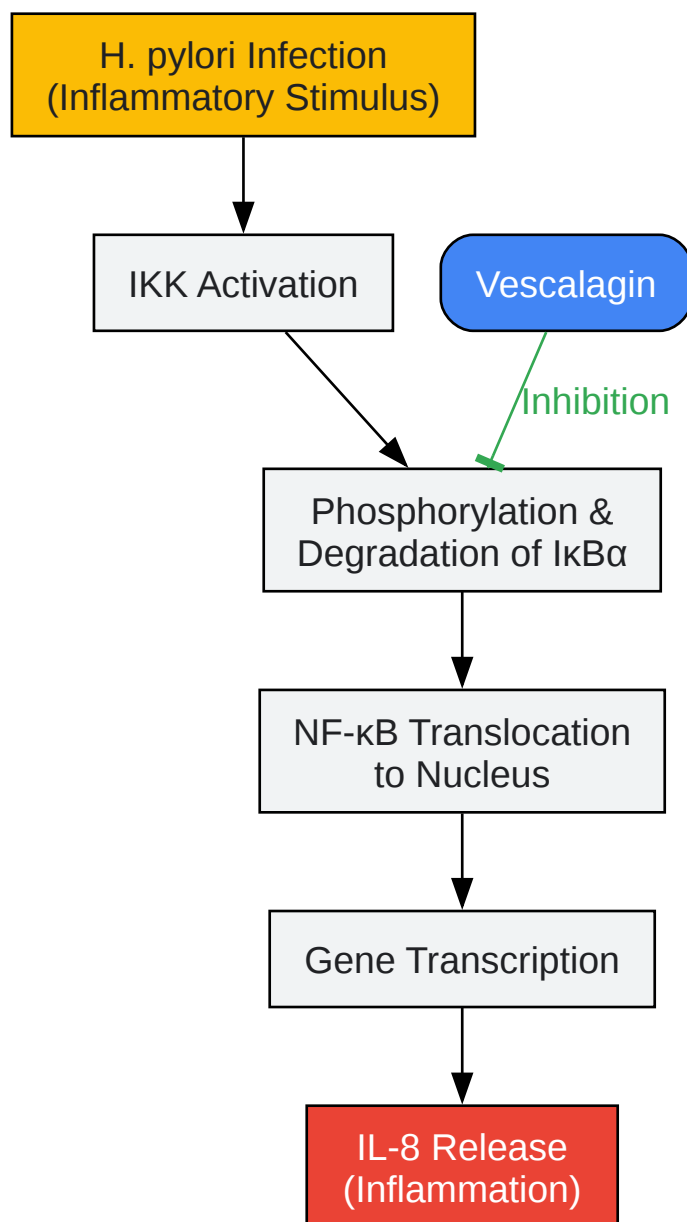 H. pylori Infection
(Inflammatory Stimulus)
IKK Activation
Vescalagin
Inhibition
Phosphorylation &
Degradation of IκBα
NF-κB Translocation
to Nucleus
Gene Transcription
IL-8 Release
(Inflammation)